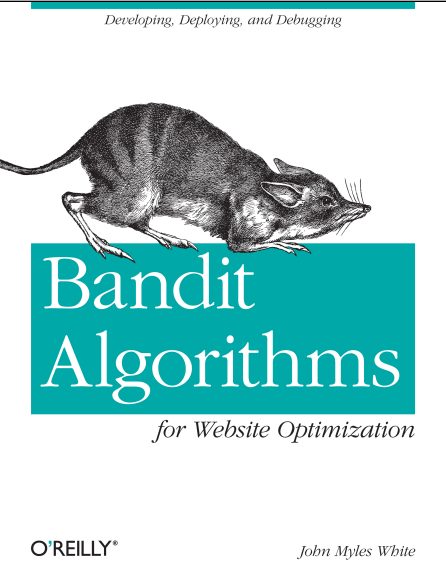 Developing, Deploying, and Debugging
Bandit
Algorithms
for Website Optimization
O'REILLY®
John Myles White